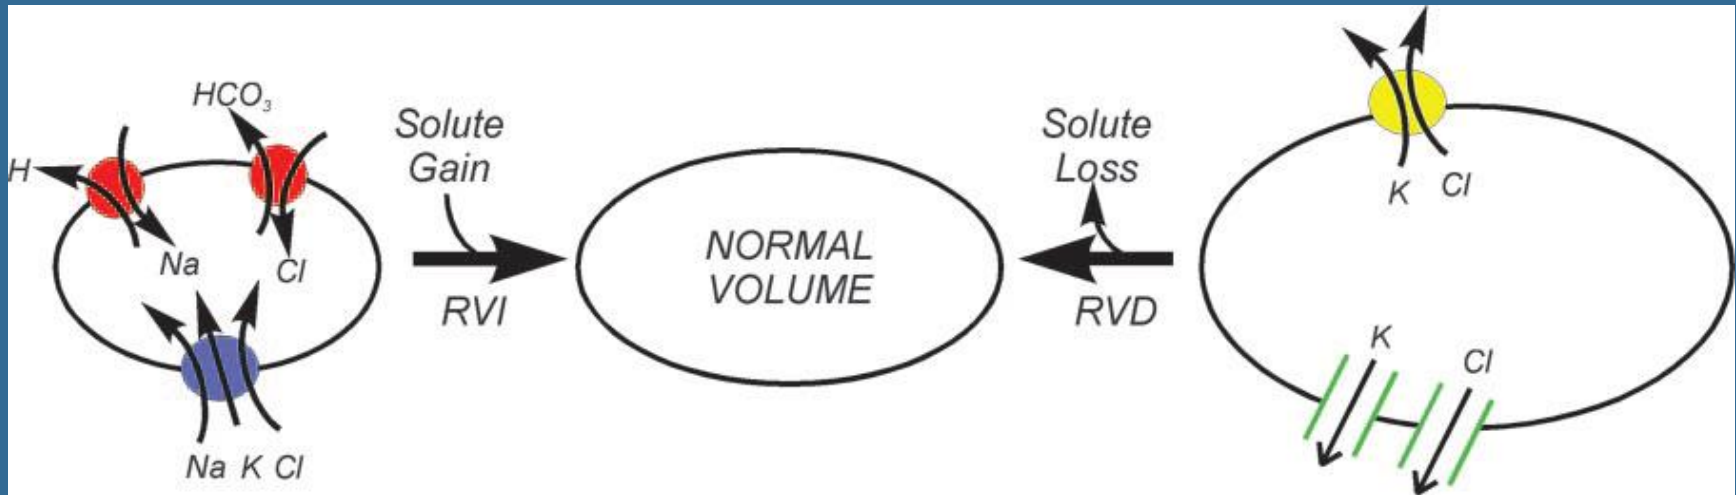 H
HCO3
Na
Cl
Na K Cl
Solute
Gain
RVI
NORMAL
VOLUME
Solute
Loss
RVD
K
Cl
K
Cl